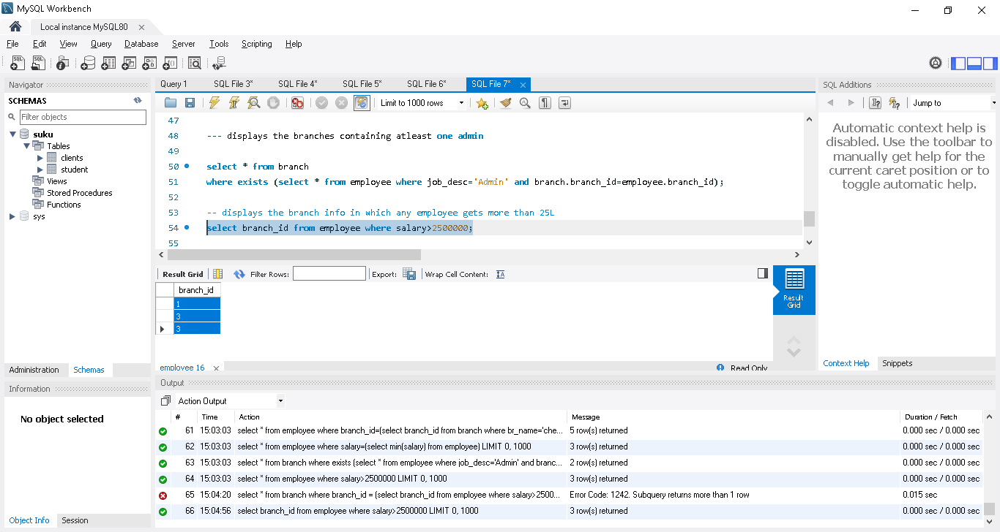 MySQL Workbench
Local instance MySQL80
File Edit View Query Database Server Tools Scripting Help
Navigator
SCHEMAS
Filter objects
suku
Tables
clients
student
Views
Stored Procedures
Functions
sys
Administration Schemas
Information
No object selected
Object Info Session
Query 1 SQL File 3* SQL File 4* SQL File 5* SQL File 6* SQL File 7*
Limit to 1000 rows
47
48 --- displays the branches containing atleast one admin
49
50 select * from branch
51 where exists (select * from employee where job_desc='Admin' and branch.branch_id=employee.branch_id);
52
53 -- displays the branch info in which any employee gets more than 25L
54 select branch_id from employee where salary>2500000;
55
Result Grid Filter Rows: Export: Wrap Cell Content:
branch_id
1
3
3
Result
Grid
employee 16 Read Only
SQL Additions
Jump to
Automatic context help is
disabled. Use the toolbar to
manually get help for the
current caret position or to
toggle automatic help.
Context Help Snippets
Output
Action Output
# Time Action Message Duration / Fetch
61 15:03:03 select * from employee where branch_id=(select branch_id from branch where br_name='che... 5 row(s) returned 0.000 sec / 0.000 sec
62 15:03:03 select * from employee where salary=(select min(salary) from employee) LIMIT 0, 1000 3 row(s) returned 0.000 sec / 0.000 sec
63 15:03:03 select * from branch where exists (select * from employee where job_desc='Admin' and branc... 2 row(s) returned 0.000 sec / 0.000 sec
64 15:03:03 select * from employee where salary>2500000 LIMIT 0, 1000 3 row(s) returned 0.000 sec / 0.000 sec
65 15:04:20 select * from branch where branch_id = (select branch_id from employee where salary>2500... Error Code: 1242. Subquery returns more than 1 row 0.015 sec
66 15:04:56 select branch_id from employee where salary>2500000 LIMIT 0, 1000 3 row(s) returned 0.000 sec / 0.000 sec